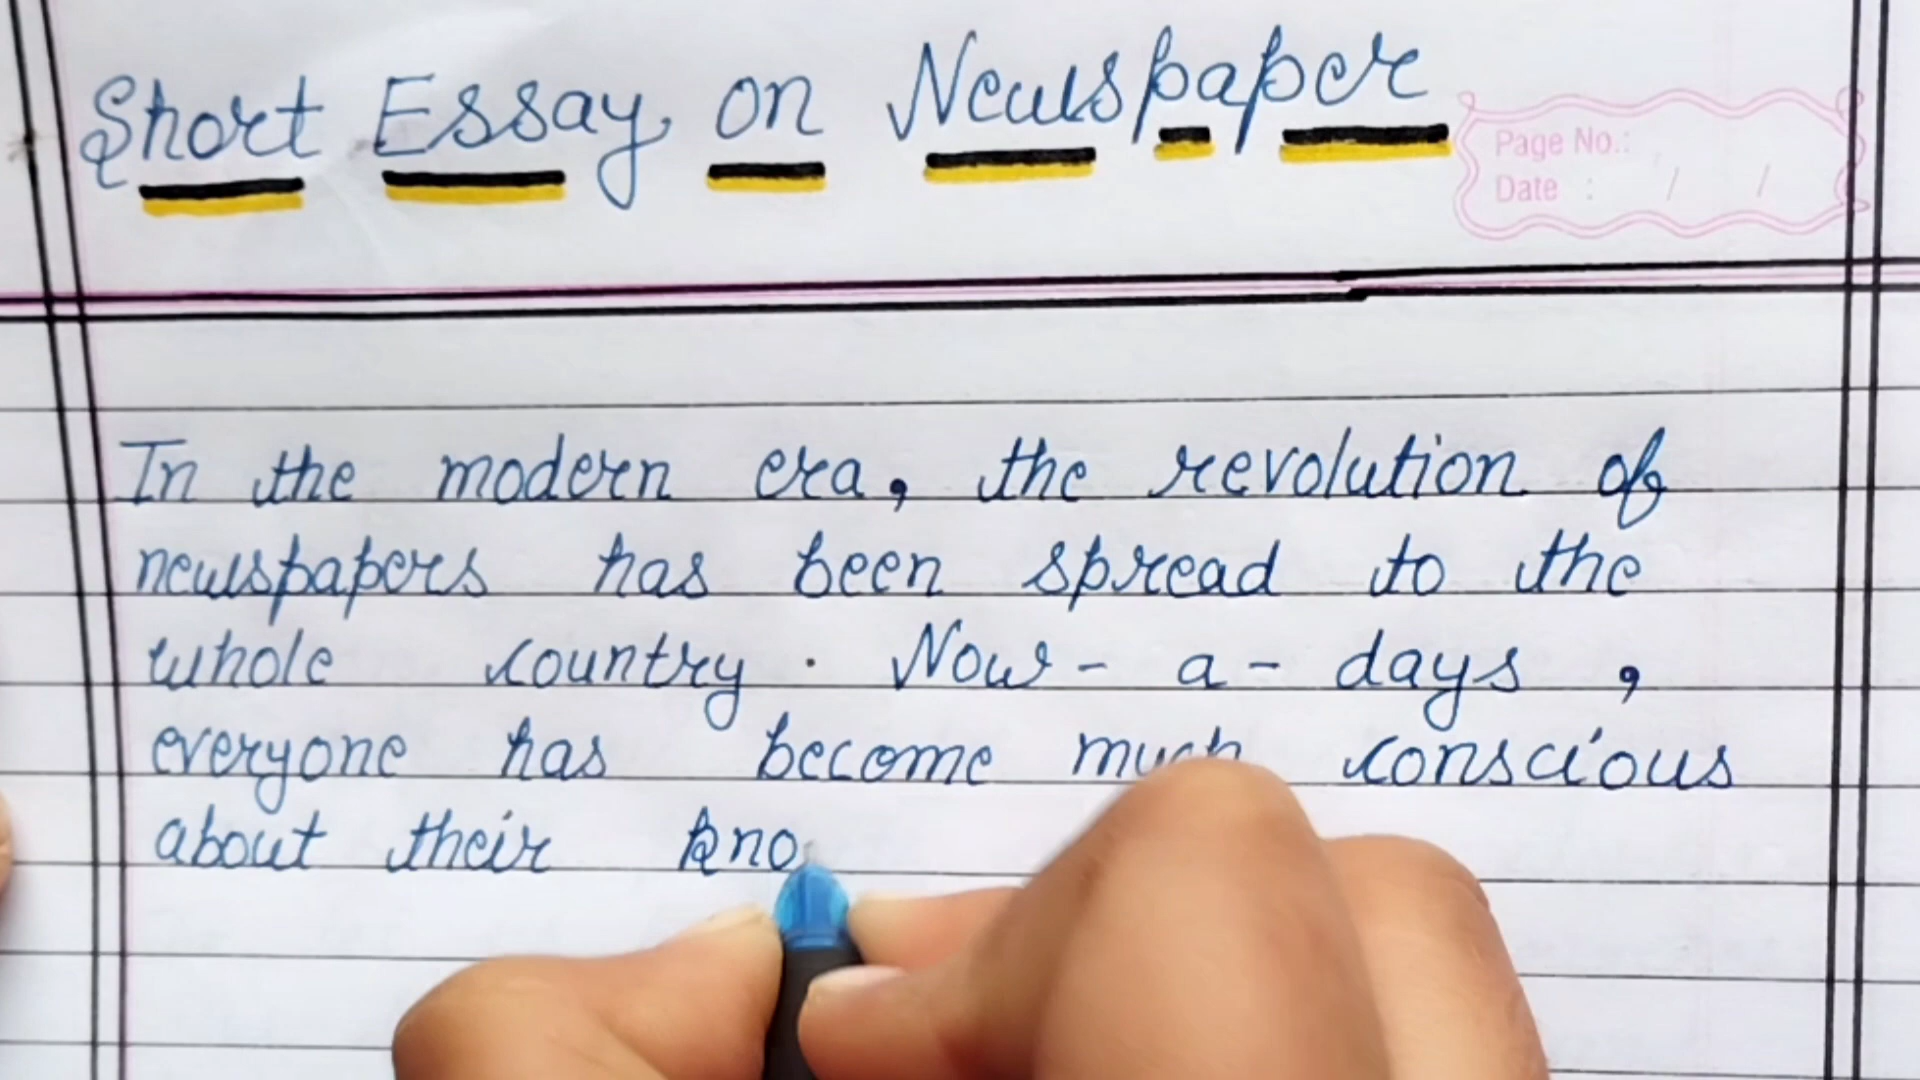 Short Essay on Newspaper
Page No.:
Date : / /
In the modern era, the revolution of
newspapers has been spread to the
whole country . Now - a - days ,
everyone has become much conscious
about their kno